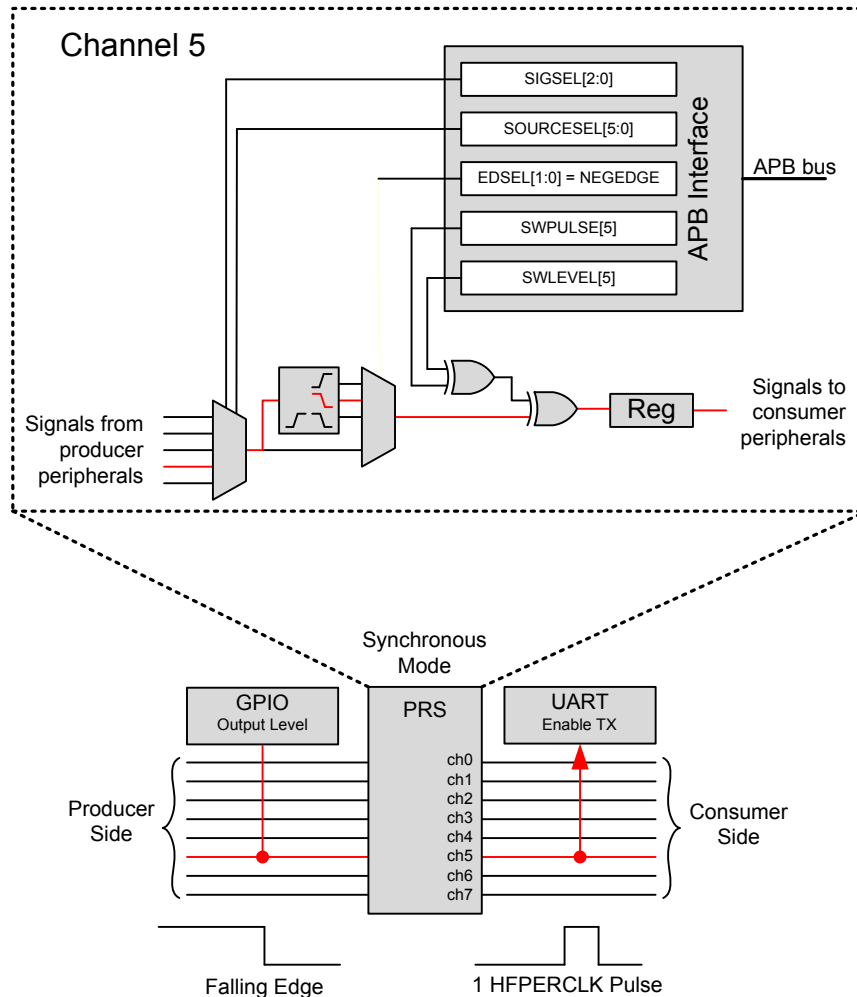 Channel 5
SIGSEL[2:0]
SOURCESEL[5:0]
EDSEL[1:0] = NEGEDGE
SWPULSE[5]
SWLEVEL[5]
APB Interface
APB bus
Signals from
producer
peripherals
Reg
Signals to
consumer
peripherals
Synchronous
Mode
GPIO
Output Level
PRS
UART
Enable TX
ch0
ch1
ch2
ch3
ch4
ch5
ch6
ch7
Producer
Side
Consumer
Side
Falling Edge
1 HFPERCLK Pulse